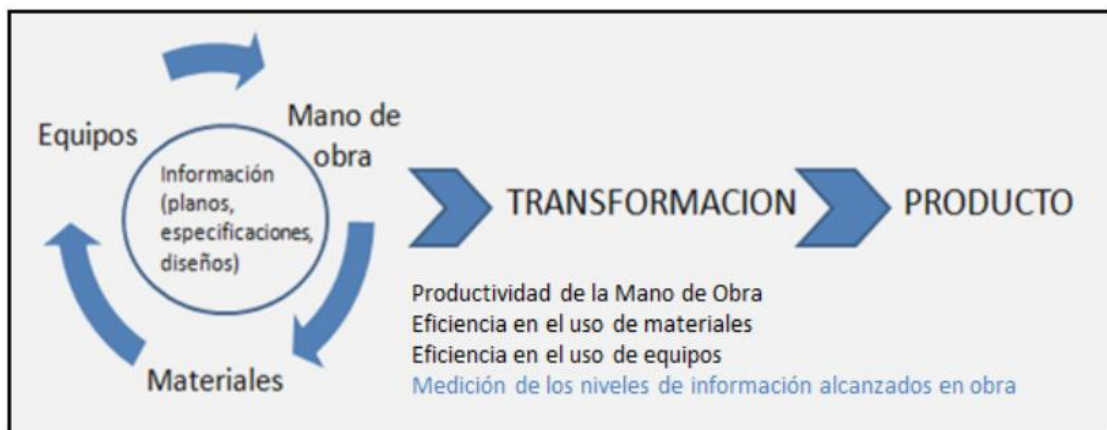 Equipos
Mano de
obra
Información
(planos,
especificaciones,
diseños)
Materiales
TRANSFORMACION
PRODUCTO
Productividad de la Mano de Obra
Eficiencia en el uso de materiales
Eficiencia en el uso de equipos
Medición de los niveles de información alcanzados en obra